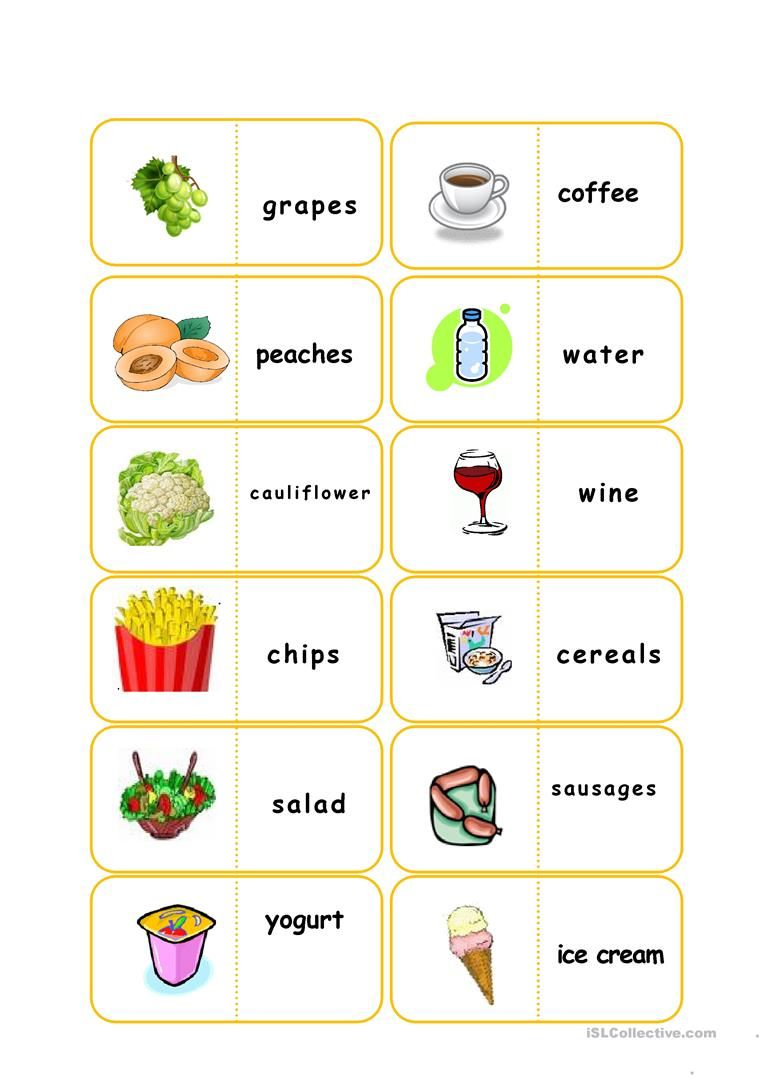 grapes
coffee
peaches
water
cauliflower
wine
chips
cereals
salad
sausages
yogurt
ice cream
iSLCollective.com